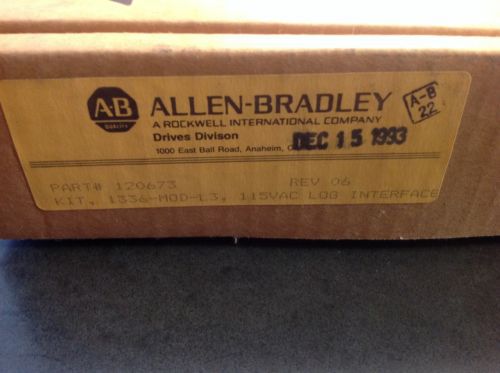 A-B
QUALITY
ALLEN-BRADLEY
A ROCKWELL INTERNATIONAL COMPANY
Drives Divison
1000 East Ball Road, Anaheim,
DEC 15 1993
A-B
22
PART# 120673 REV 06
KIT, 1336-MOD-L3, 115VAC LOG INTERFACE